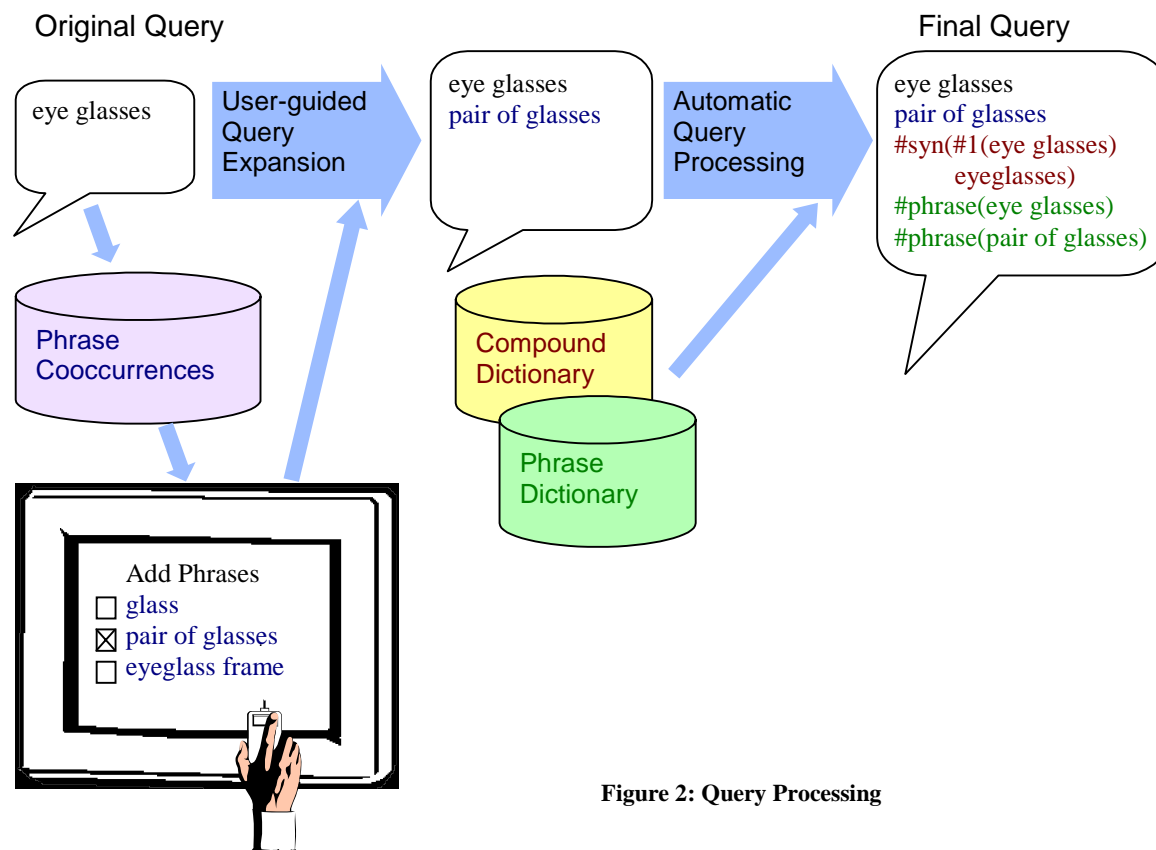 Original Query
Final Query
eye glasses
User-guided
Query
Expansion
eye glasses
pair of glasses
Automatic
Query
Processing
eye glasses
pair of glasses
#syn(#1(eye glasses)
eyeglasses)
#phrase(eye glasses)
#phrase(pair of glasses)
Phrase
Cooccurrences
Compound
Dictionary
Phrase
Dictionary
Add Phrases
glass
pair of glasses
eyeglass frame
Figure 2: Query Processing